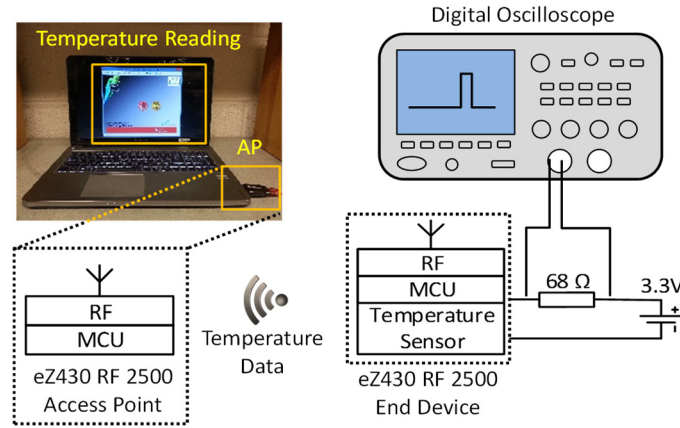 Digital Oscilloscope
Temperature Reading
AP
RF
MCU
eZ430 RF 2500
Access Point
Temperature
Data
RF
MCU
Temperature
Sensor
eZ430 RF 2500
End Device
68 Ω
3.3V
+
-